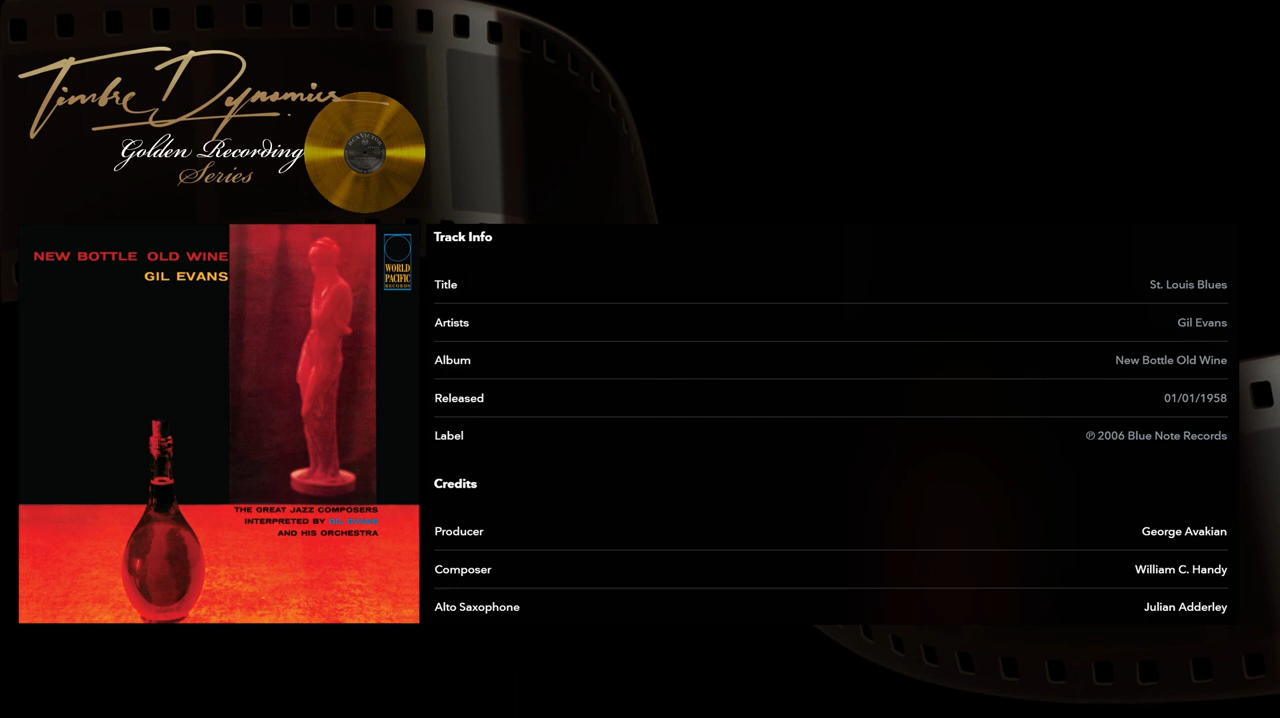 Timbre Dynamics
Golden Recording
Series
RCA VICTOR
NEW BOTTLE OLD WINE
GIL EVANS
WORLD
PACIFIC
RECORDS
THE GREAT JAZZ COMPOSERS
INTERPRETED BY GIL EVANS
AND HIS ORCHESTRA
Track Info
Title St. Louis Blues
Artists Gil Evans
Album New Bottle Old Wine
Released 01/01/1958
Label ℗ 2006 Blue Note Records
Credits
Producer George Avakian
Composer William C. Handy
Alto Saxophone Julian Adderley